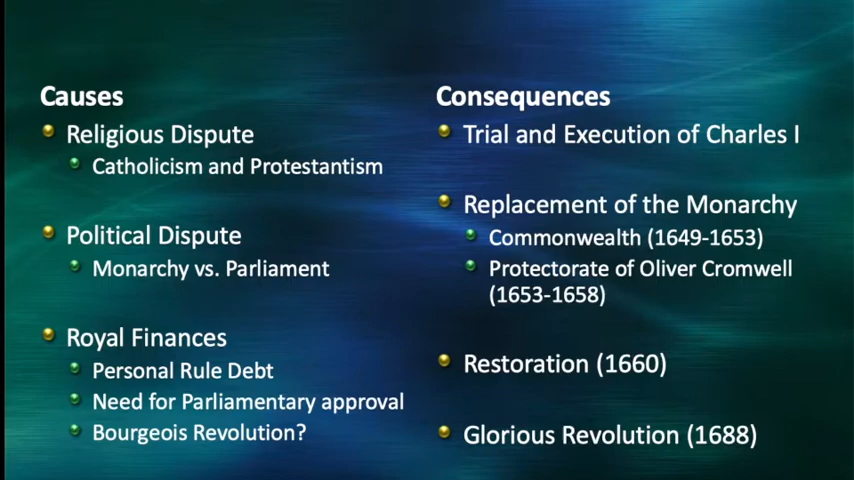 Causes
Religious Dispute
Catholicism and Protestantism
Political Dispute
Monarchy vs. Parliament
Royal Finances
Personal Rule Debt
Need for Parliamentary approval
Bourgeois Revolution?
Consequences
Trial and Execution of Charles I
Replacement of the Monarchy
Commonwealth (1649-1653)
Protectorate of Oliver Cromwell
(1653-1658)
Restoration (1660)
Glorious Revolution (1688)